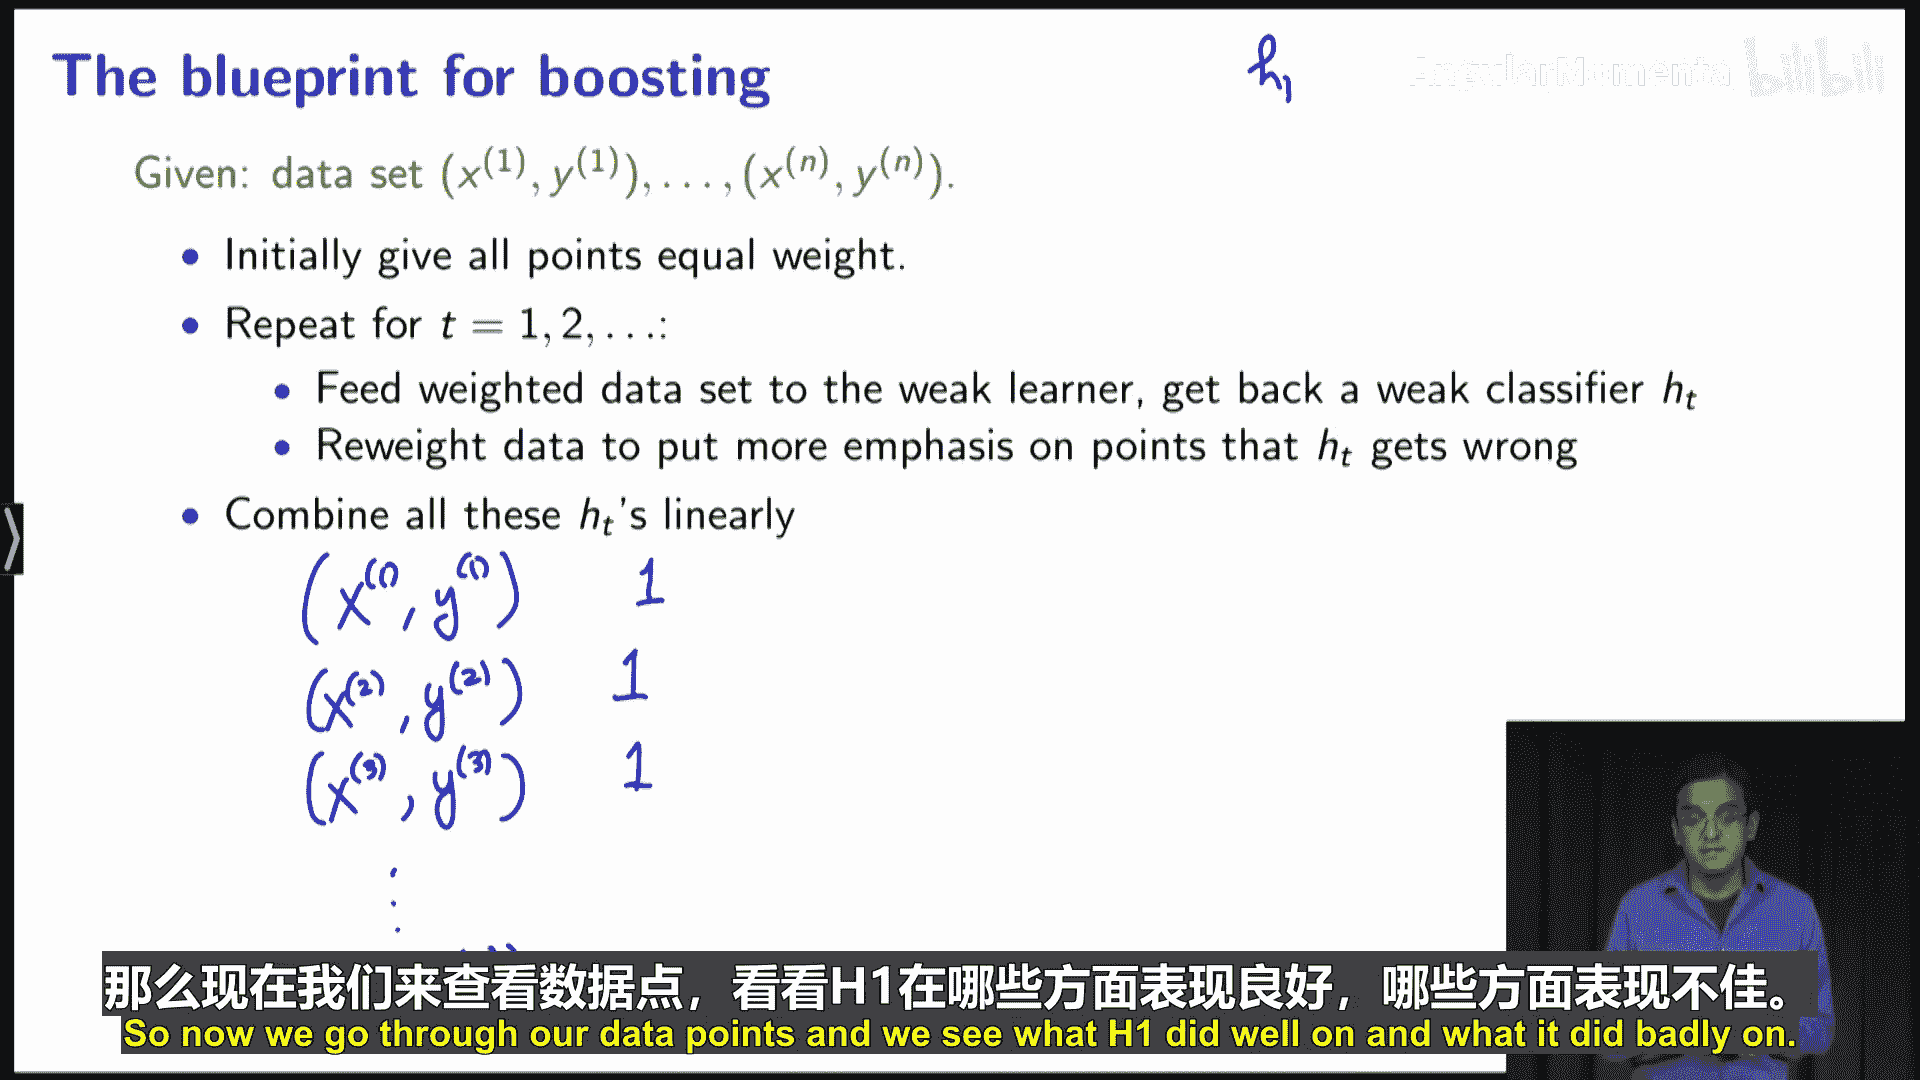 The blueprint for boosting
h₁
AngularMomenta bilibili
Given: data set (x⁽¹⁾, y⁽¹⁾), . . . , (x⁽ⁿ⁾, y⁽ⁿ⁾).
• Initially give all points equal weight.
• Repeat for t = 1, 2, . . .:
• Feed weighted data set to the weak learner, get back a weak classifier hₜ
• Reweight data to put more emphasis on points that hₜ gets wrong
• Combine all these hₜ's linearly
(x⁽¹⁾, y⁽¹⁾) 1
(x⁽²⁾, y⁽²⁾) 1
(x⁽³⁾, y⁽³⁾) 1
⋮
那么现在我们来查看数据点，看看H1在哪些方面表现良好，哪些方面表现不佳。
So now we go through our data points and we see what H1 did well on and what it did badly on.